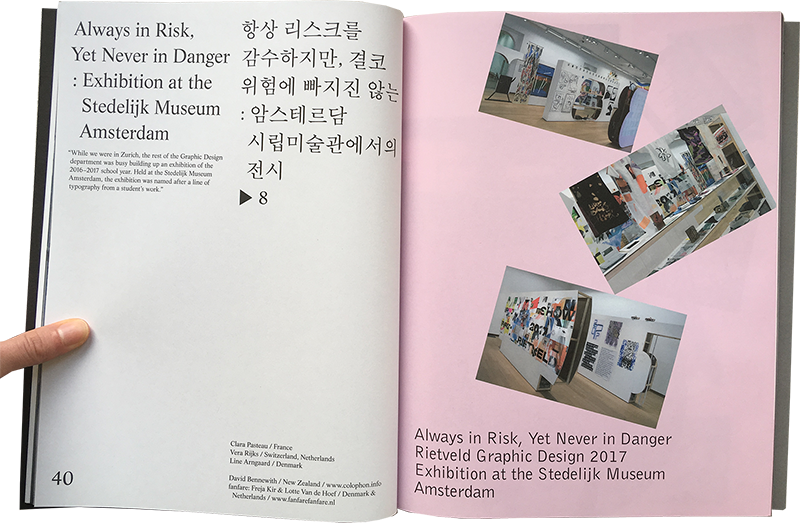 Always in Risk,
Yet Never in Danger
: Exhibition at the
Stedelijk Museum
Amsterdam
"While we were in Zurich, the rest of the Graphic Design
department was busy building up an exhibition of the
2016–2017 school year. Held at the Stedelijk Museum
Amsterdam, the exhibition was named after a line of
typography from a student's work."
항상 리스크를
감수하지만, 결코
위험에 빠지진 않는
: 암스테르담
시립미술관에서의
전시
▶ 8
Clara Pasteau / France
Vera Rijks / Switzerland, Netherlands
Line Arngaard / Denmark
David Bennewith / New Zealand / www.colophon.info
fanfare: Freja Kir & Lotte Van de Hoef / Denmark &
Netherlands / www.fanfarefanfare.nl
40
SHOW
2017
RIETVELD
Always in Risk, Yet Never in Danger
Rietveld Graphic Design 2017
Exhibition at the Stedelijk Museum
Amsterdam